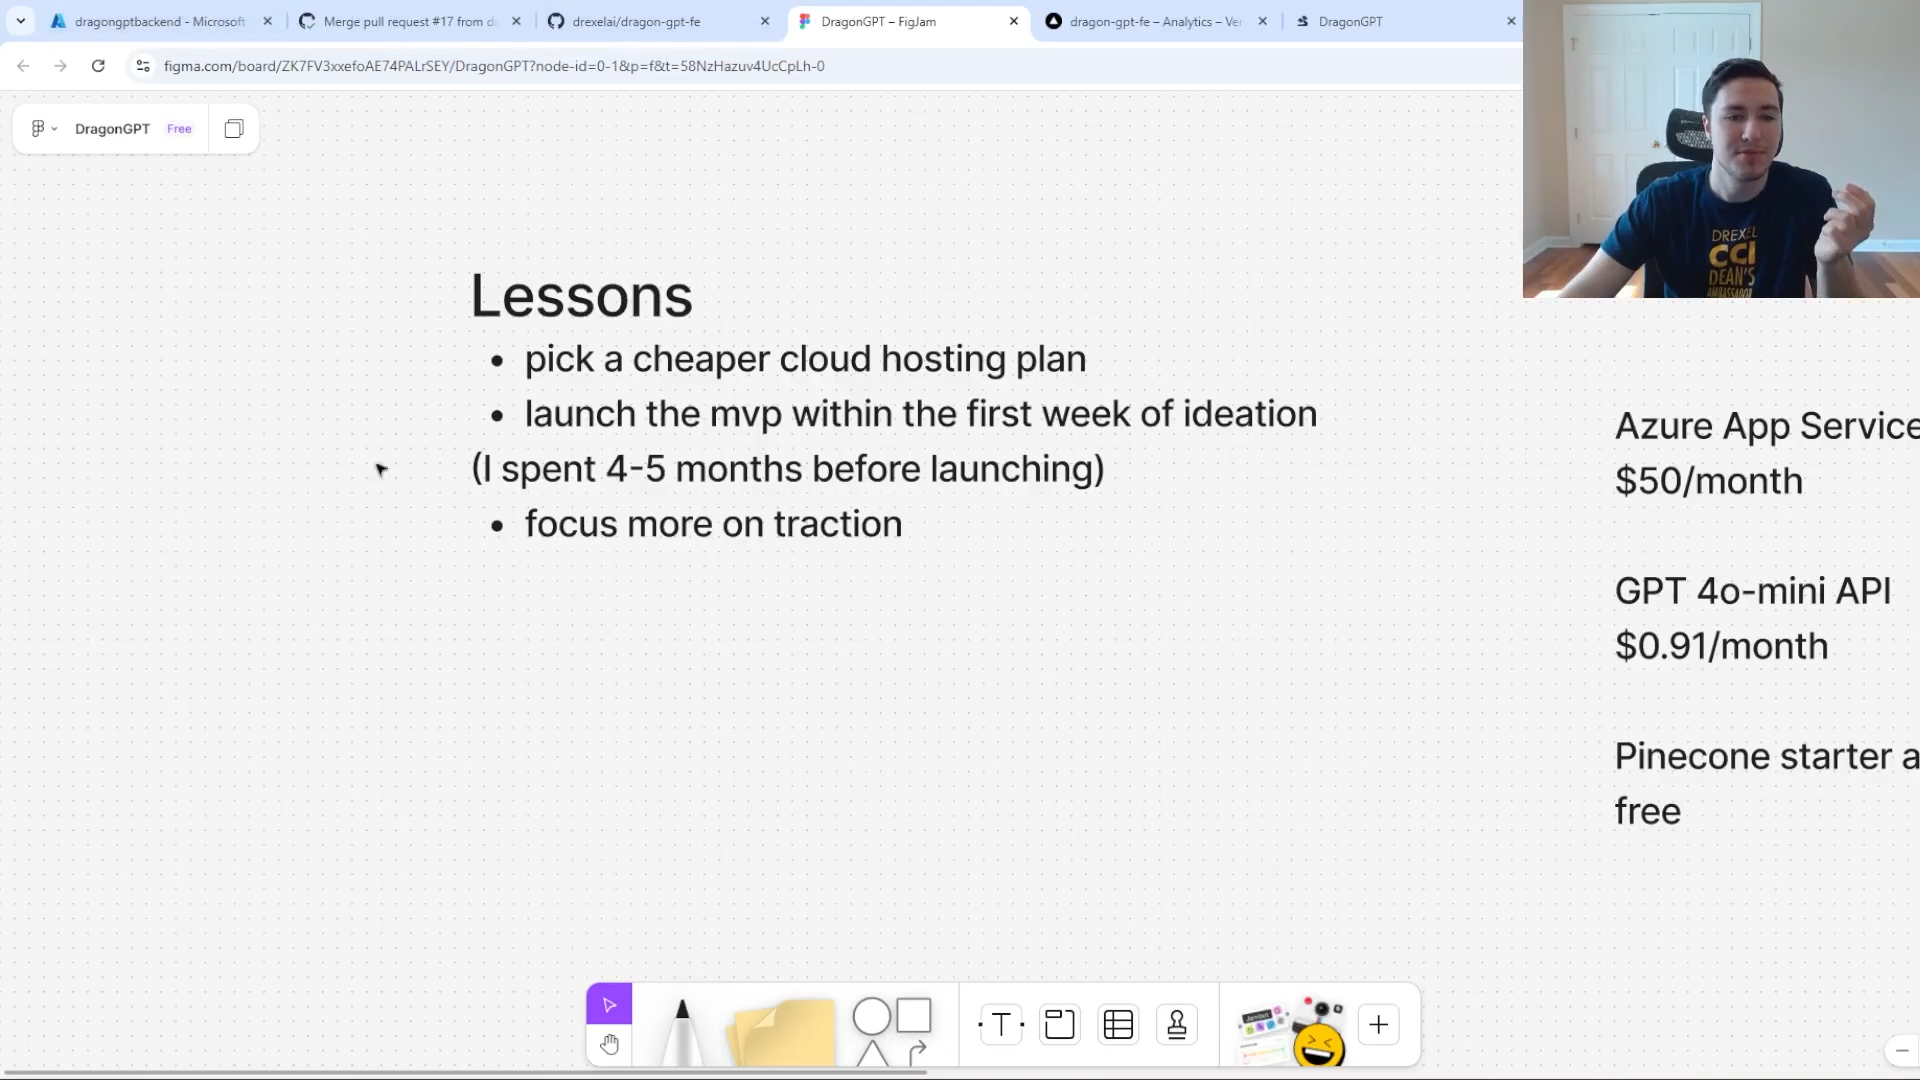 dragongptbackend - Microsoft
Merge pull request #17 from d
drexelai/dragon-gpt-fe
DragonGPT – FigJam
dragon-gpt-fe – Analytics – Ver
DragonGPT
figma.com/board/ZK7FV3xxefoAE74PALrSEY/DragonGPT?node-id=0-1&p=f&t=58NzHazuv4UcCpLh-0
DragonGPT Free
DREXEL
CCI
DEAN'S
AMBASSADOR
Lessons
• pick a cheaper cloud hosting plan
• launch the mvp within the first week of ideation
(I spent 4-5 months before launching)
• focus more on traction
Azure App Service
$50/month
GPT 4o-mini API
$0.91/month
Pinecone starter a
free
T
Jambot